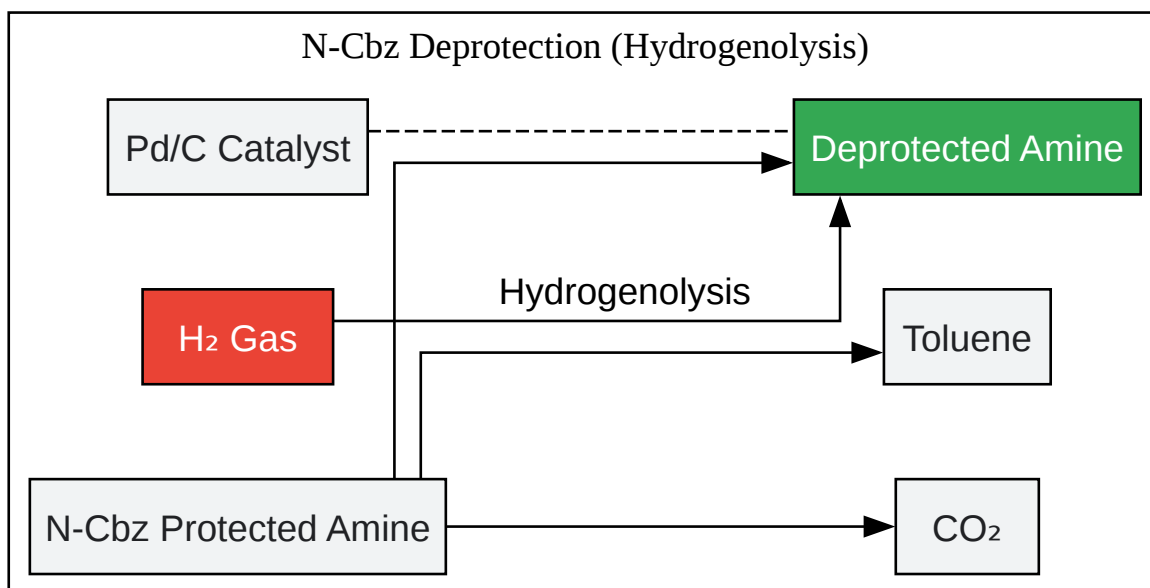 N-Cbz Deprotection (Hydrogenolysis)
Pd/C Catalyst
Deprotected Amine
Hydrogenolysis
H₂ Gas
Toluene
N-Cbz Protected Amine
CO₂